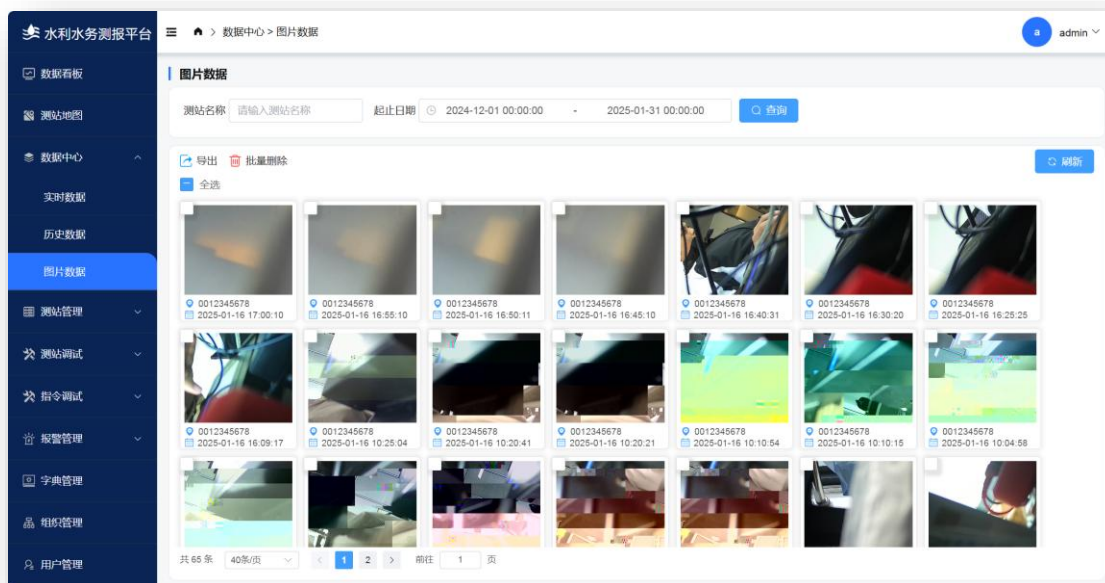 水利水务测报平台
数据中心 > 图片数据
a
admin
数据看板
测站地图
数据中心
实时数据
历史数据
图片数据
测站管理
测站调试
指令调试
报警管理
字典管理
组织管理
用户管理
图片数据
测站名称 请输入测站名称 起止日期 2024-12-01 00:00:00 - 2025-01-31 00:00:00 查询
导出 批量删除 刷新
全选
0012345678 0012345678 0012345678 0012345678 0012345678 0012345678 0012345678
2025-01-16 17:00:10 2025-01-16 16:55:10 2025-01-16 16:50:11 2025-01-16 16:45:10 2025-01-16 16:40:31 2025-01-16 16:30:20 2025-01-16 16:25:25
0012345678 0012345678 0012345678 0012345678 0012345678 0012345678 0012345678
2025-01-16 16:09:17 2025-01-16 10:25:04 2025-01-16 10:20:41 2025-01-16 10:20:21 2025-01-16 10:10:54 2025-01-16 10:10:15 2025-01-16 10:04:58
共 65 条 40条/页 < 1 2 > 前往 1 页